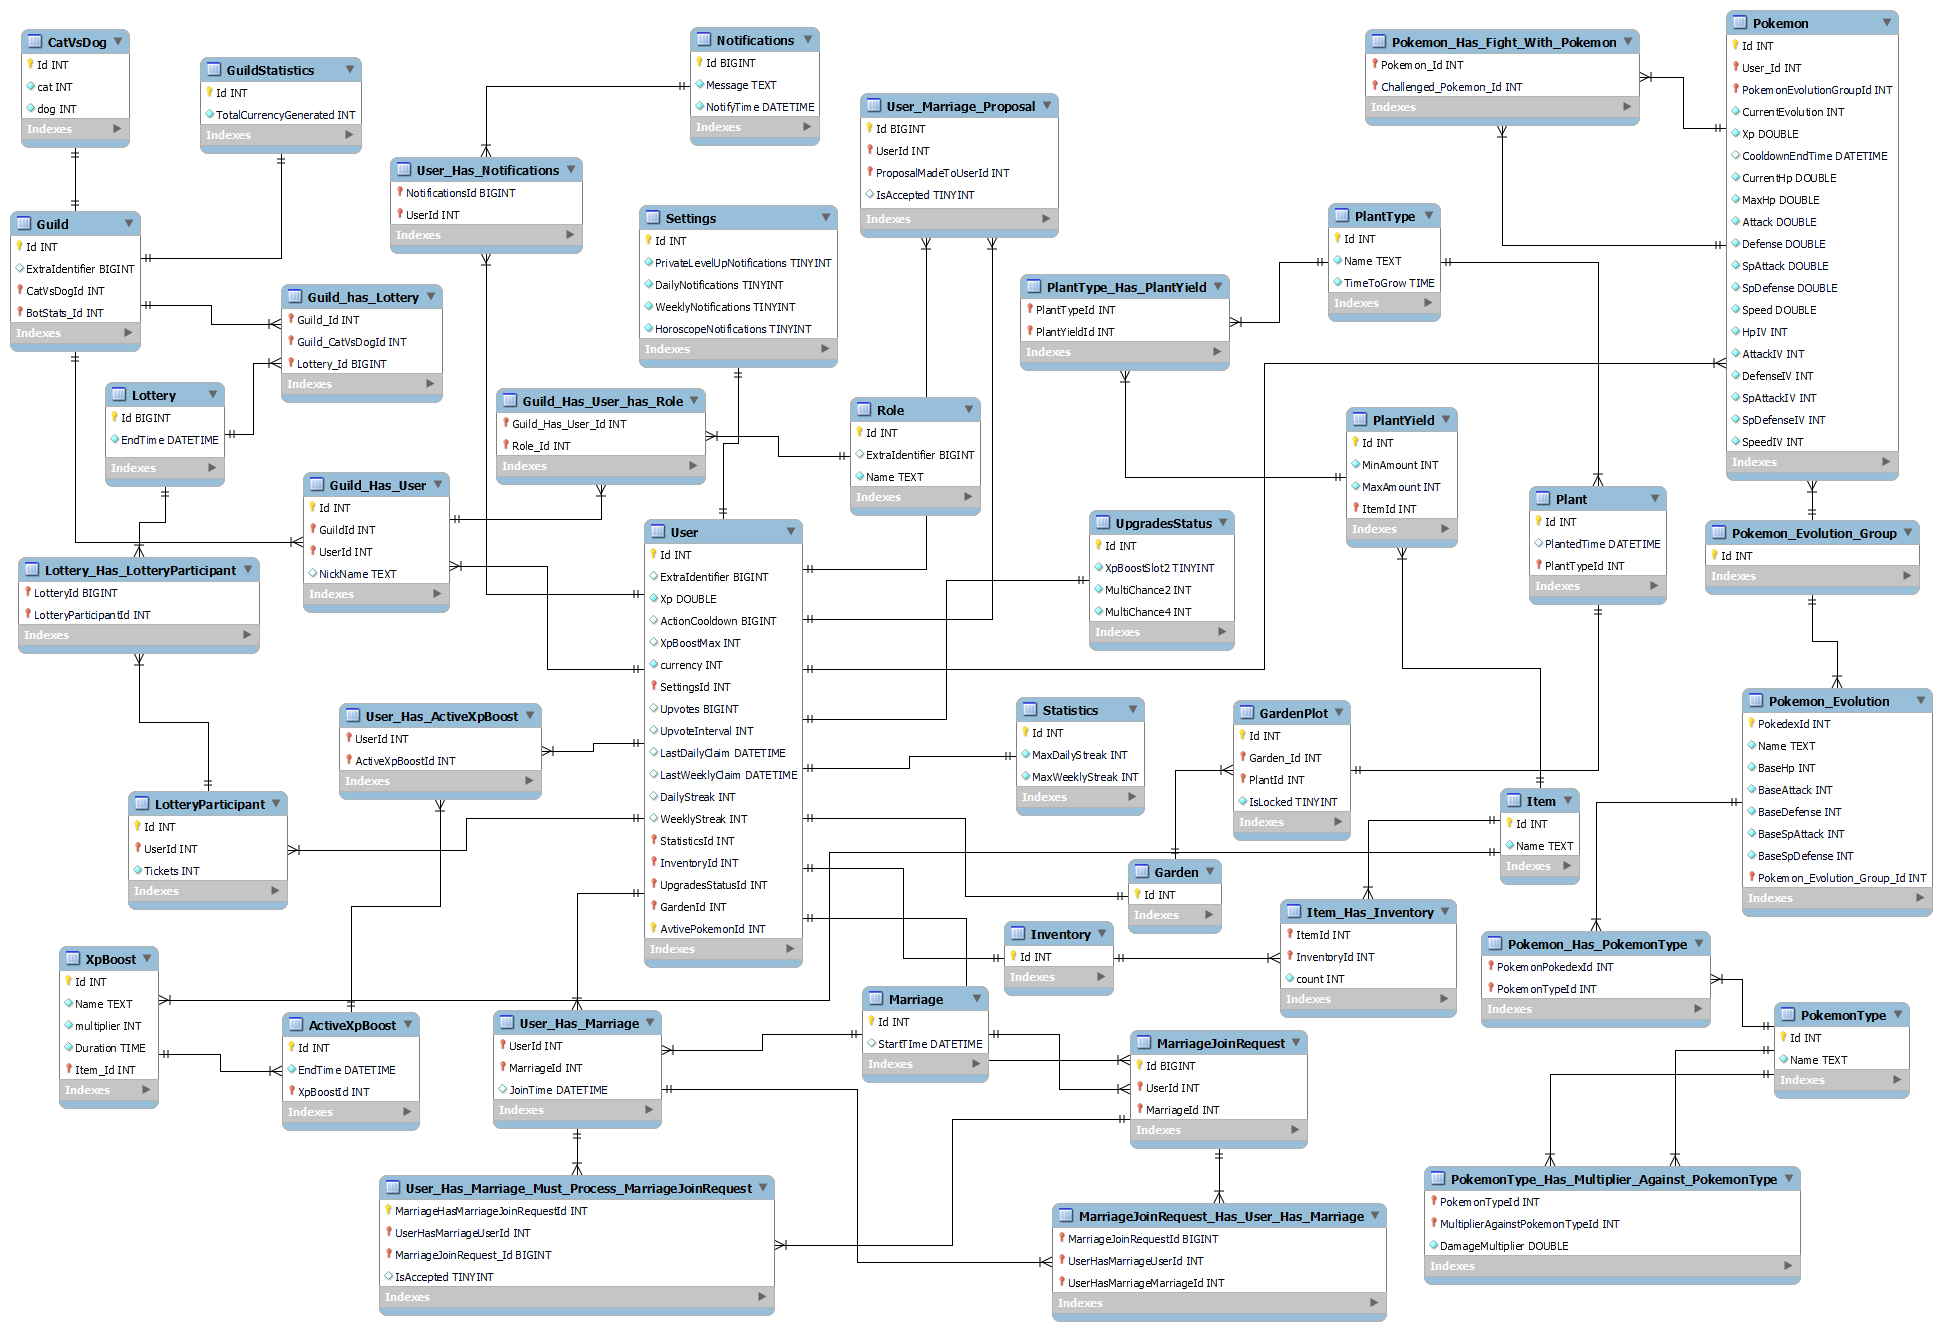 CatVsDog
Id INT
cat INT
dog INT
Indexes
GuildStatistics
Id INT
TotalCurrencyGenerated INT
Indexes
Notifications
Id BIGINT
Message TEXT
NotifyTime DATETIME
Indexes
User_Marriage_Proposal
Id BIGINT
UserId INT
ProposalMadeToUserId INT
IsAccepted TINYINT
Indexes
Pokemon_Has_Fight_With_Pokemon
Pokemon_Id INT
Challenged_Pokemon_Id INT
Indexes
Pokemon
Id INT
User_Id INT
PokemonEvolutionGroupId INT
CurrentEvolution INT
Xp DOUBLE
CooldownEndTime DATETIME
CurrentHp DOUBLE
MaxHp DOUBLE
Attack DOUBLE
Defense DOUBLE
SpAttack DOUBLE
SpDefense DOUBLE
Speed DOUBLE
HpIV INT
AttackIV INT
DefenseIV INT
SpAttackIV INT
SpDefenseIV INT
SpeedIV INT
Indexes
User_Has_Notifications
NotificationsId BIGINT
UserId INT
Indexes
Guild
Id INT
ExtraIdentifier BIGINT
CatVsDogId INT
BotStats_Id INT
Indexes
Settings
Id INT
PrivateLevelUpNotifications TINYINT
DailyNotifications TINYINT
WeeklyNotifications TINYINT
HoroscopeNotifications TINYINT
Indexes
PlantType
Id INT
Name TEXT
TimeToGrow TIME
Indexes
PlantType_Has_PlantYield
PlantTypeId INT
PlantYieldId INT
Indexes
Guild_has_Lottery
Guild_Id INT
Guild_CatVsDogId INT
Lottery_Id BIGINT
Indexes
Lottery
Id BIGINT
EndTime DATETIME
Indexes
Guild_Has_User_has_Role
Guild_Has_User_Id INT
Role_Id INT
Indexes
Role
Id INT
ExtraIdentifier BIGINT
Name TEXT
Indexes
PlantYield
Id INT
MinAmount INT
MaxAmount INT
ItemId INT
Indexes
Guild_Has_User
Id INT
GuildId INT
UserId INT
NickName TEXT
Indexes
Plant
Id INT
PlantedTime DATETIME
PlantTypeId INT
Indexes
UpgradesStatus
Id INT
XpBoostSlot2 TINYINT
MultiChance2 INT
MultiChance4 INT
Indexes
Pokemon_Evolution_Group
Id INT
Indexes
User
Id INT
ExtraIdentifier BIGINT
Xp DOUBLE
ActionCooldown BIGINT
XpBoostMax INT
currency INT
SettingsId INT
Upvotes BIGINT
UpvoteInterval INT
LastDailyClaim DATETIME
LastWeeklyClaim DATETIME
DailyStreak INT
WeeklyStreak INT
StatisticsId INT
InventoryId INT
UpgradesStatusId INT
GardenId INT
AvtivePokemonId INT
Indexes
Lottery_Has_LotteryParticipant
LotteryId BIGINT
LotteryParticipantId INT
Indexes
User_Has_ActiveXpBoost
UserId INT
ActiveXpBoostId INT
Indexes
Statistics
Id INT
MaxDailyStreak INT
MaxWeeklyStreak INT
Indexes
GardenPlot
Id INT
Garden_Id INT
PlantId INT
IsLocked TINYINT
Indexes
Pokemon_Evolution
PokedexId INT
Name TEXT
BaseHp INT
BaseAttack INT
BaseDefense INT
BaseSpAttack INT
BaseSpDefense INT
Pokemon_Evolution_Group_Id INT
Indexes
LotteryParticipant
Id INT
UserId INT
Tickets INT
Indexes
Item
Id INT
Name TEXT
Indexes
Garden
Id INT
Indexes
Item_Has_Inventory
ItemId INT
InventoryId INT
count INT
Indexes
Inventory
Id INT
Indexes
Pokemon_Has_PokemonType
PokemonPokedexId INT
PokemonTypeId INT
Indexes
XpBoost
Id INT
Name TEXT
multiplier INT
Duration TIME
Item_Id INT
Indexes
ActiveXpBoost
Id INT
EndTime DATETIME
XpBoostId INT
Indexes
User_Has_Marriage
UserId INT
MarriageId INT
JoinTime DATETIME
Indexes
Marriage
Id INT
StartTIme DATETIME
Indexes
MarriageJoinRequest
Id BIGINT
UserId INT
MarriageId INT
Indexes
PokemonType
Id INT
Name TEXT
Indexes
User_Has_Marriage_Must_Process_MarriageJoinRequest
MarriageHasMarriageJoinRequestId INT
UserHasMarriageUserId INT
MarriageJoinRequest_Id BIGINT
IsAccepted TINYINT
Indexes
MarriageJoinRequest_Has_User_Has_Marriage
MarriageJoinRequestId BIGINT
UserHasMarriageUserId INT
UserHasMarriageMarriageId INT
Indexes
PokemonType_Has_Multiplier_Against_PokemonType
PokemonTypeId INT
MultiplierAgainstPokemonTypeId INT
DamageMultiplier DOUBLE
Indexes